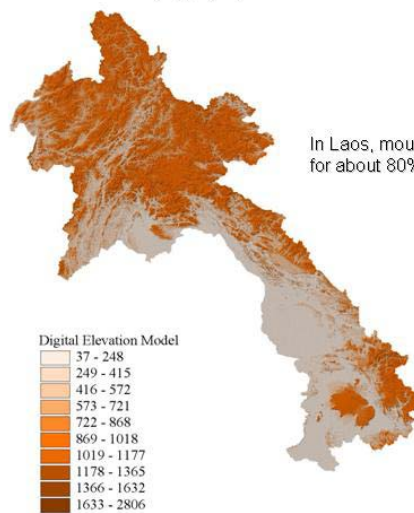 In Laos, mou
for about 80%
Digital Elevation Model
37 - 248
249 - 415
416 - 572
573 - 721
722 - 868
869 - 1018
1019 - 1177
1178 - 1365
1366 - 1632
1633 - 2806